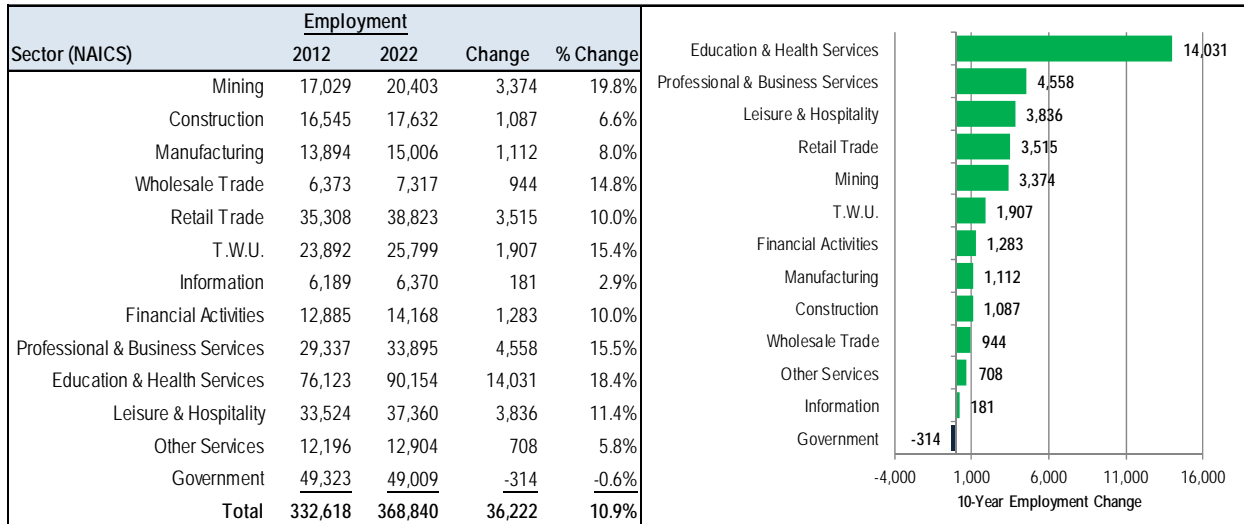 Employment
Sector (NAICS) 2012 2022 Change % Change
Mining 17,029 20,403 3,374 19.8%
Construction 16,545 17,632 1,087 6.6%
Manufacturing 13,894 15,006 1,112 8.0%
Wholesale Trade 6,373 7,317 944 14.8%
Retail Trade 35,308 38,823 3,515 10.0%
T.W.U. 23,892 25,799 1,907 15.4%
Information 6,189 6,370 181 2.9%
Financial Activities 12,885 14,168 1,283 10.0%
Professional & Business Services 29,337 33,895 4,558 15.5%
Education & Health Services 76,123 90,154 14,031 18.4%
Leisure & Hospitality 33,524 37,360 3,836 11.4%
Other Services 12,196 12,904 708 5.8%
Government 49,323 49,009 -314 -0.6%
Total 332,618 368,840 36,222 10.9%
Education & Health Services 14,031
Professional & Business Services 4,558
Leisure & Hospitality 3,836
Retail Trade 3,515
Mining 3,374
T.W.U. 1,907
Financial Activities 1,283
Manufacturing 1,112
Construction 1,087
Wholesale Trade 944
Other Services 708
Information 181
Government -314
-4,000 1,000 6,000 11,000 16,000
10-Year Employment Change